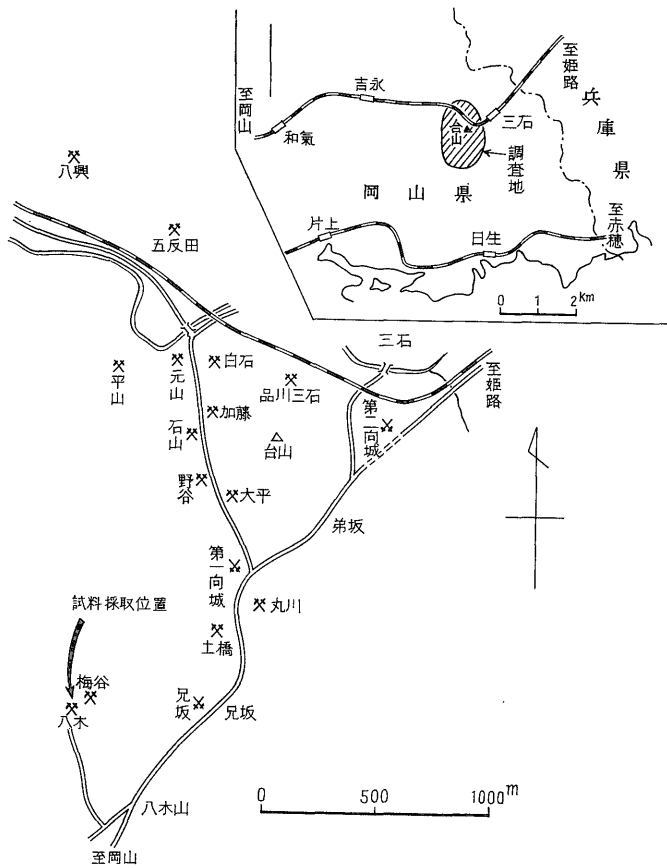 至姫路
兵庫県
吉永
至岡山
和氣
三石
台山
調査地
岡山県
片上
日生
至赤穂
0 1 2 km
八興
五反田
三石
平山
元山
白石
品川三石
至姫路
加藤
第二向城
石山
台山
野谷
大平
弟坂
第一向城
試料採取位置
丸川
土橋
梅谷
八木
兄坂
兄坂
八木山
0 500 1000m
至岡山